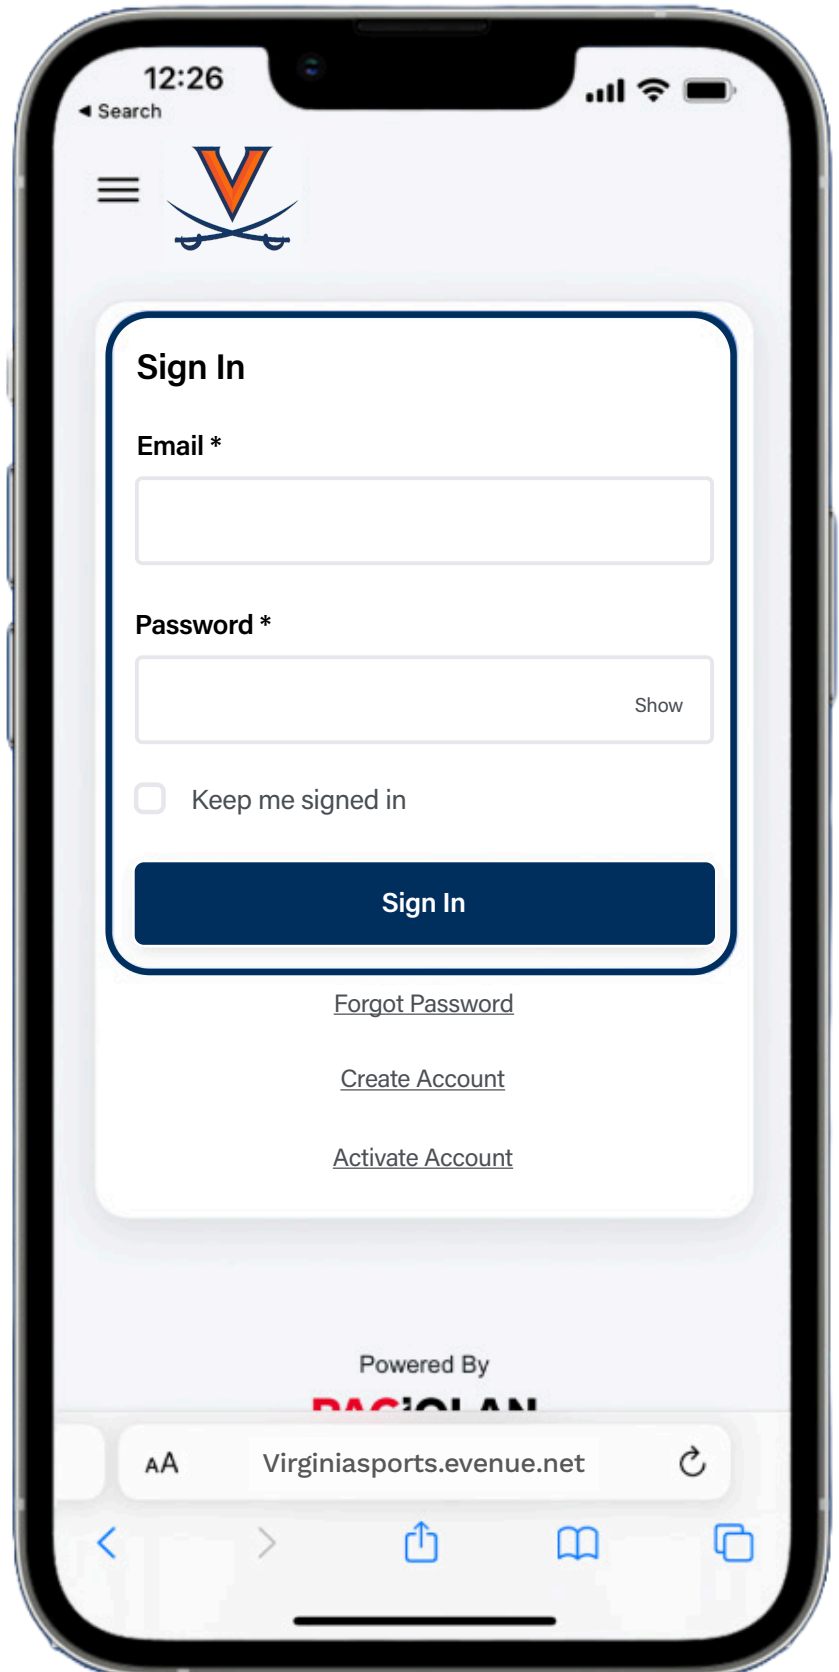 12:26
Search
V
Sign In
Email *
Password *
Show
Keep me signed in
Sign In
Forgot Password
Create Account
Activate Account
Powered By
PACIOLAN
AA
Virginiasports.evenue.net